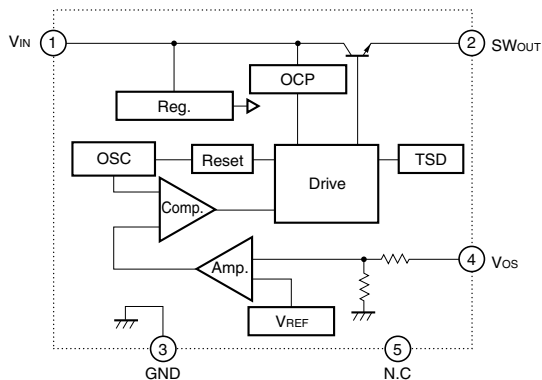 VIN 1
2 SWOUT
OCP
Reg.
OSC
Reset
Drive
TSD
Comp.
Amp.
4 VOS
VREF
3
GND
5
N.C